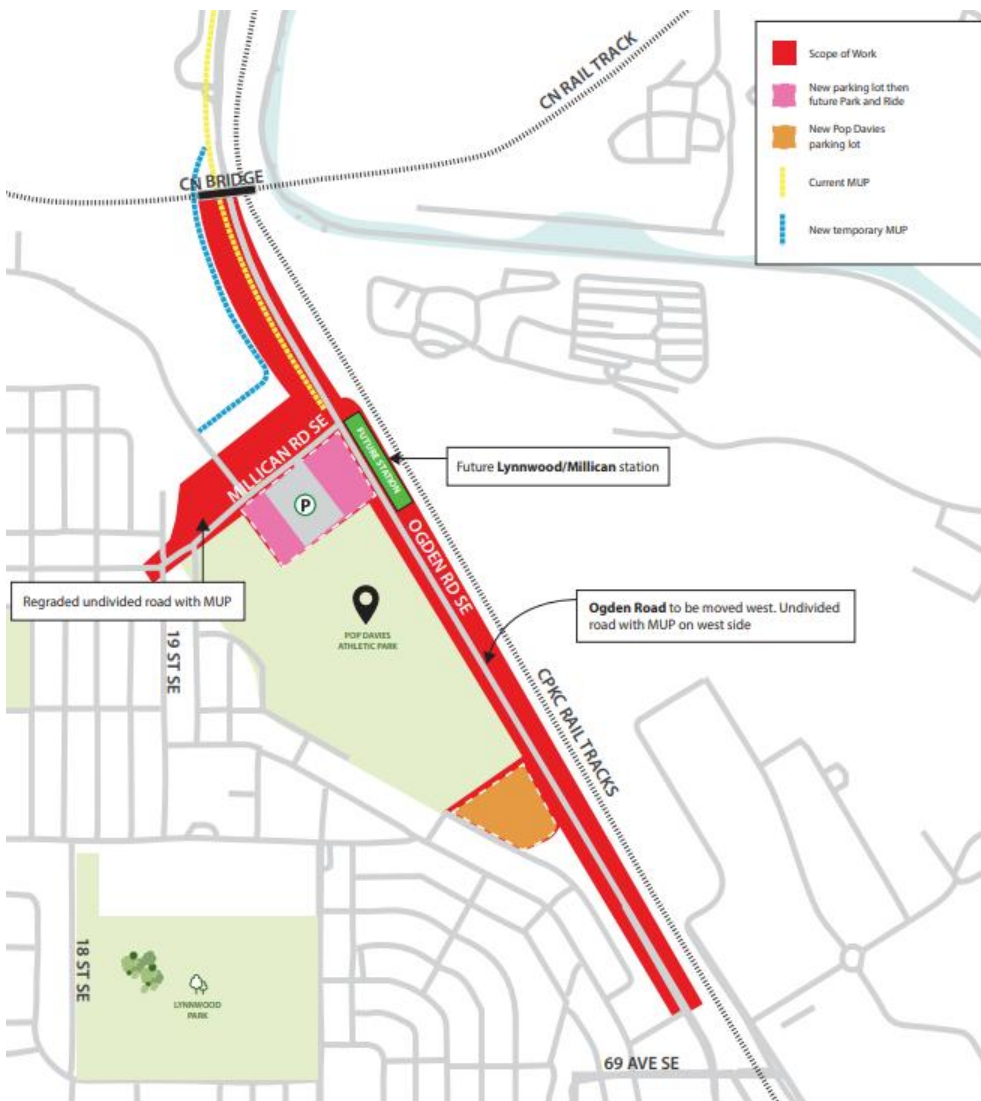 CN RAIL TRACK
Scope of Work
New parking lot then
future Park and Ride
New Pop Davies
parking lot
Current MUP
New temporary MUP
CN BRIDGE
MILLICAN RD SE
FUTURE STATION
Future Lynnwood/Millican station
P
OGDEN RD SE
Regraded undivided road with MUP
Ogden Road to be moved west. Undivided
road with MUP on west side
POP DAVIES
ATHLETIC PARK
19 ST SE
CPKC RAIL TRACKS
18 ST SE
LYNNWOOD
PARK
69 AVE SE